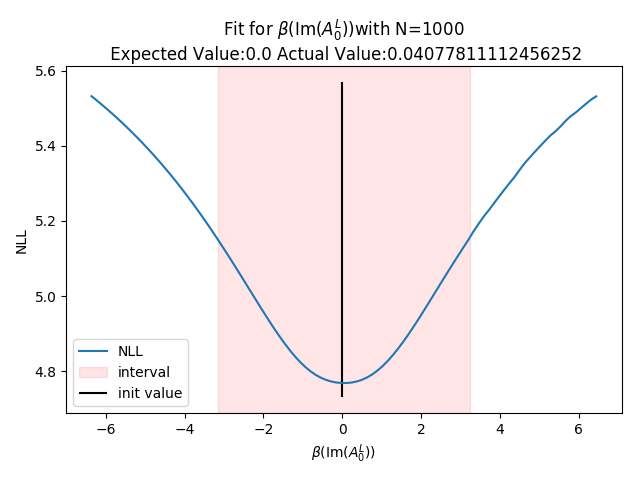 Fit for β(Im(A₀ᴸ))with N=1000
Expected Value:0.0 Actual Value:0.04077811112456252
5.6
5.4
5.2
5.0
4.8
NLL
NLL
interval
init value
−6 −4 −2 0 2 4 6
β(Im(A₀ᴸ))